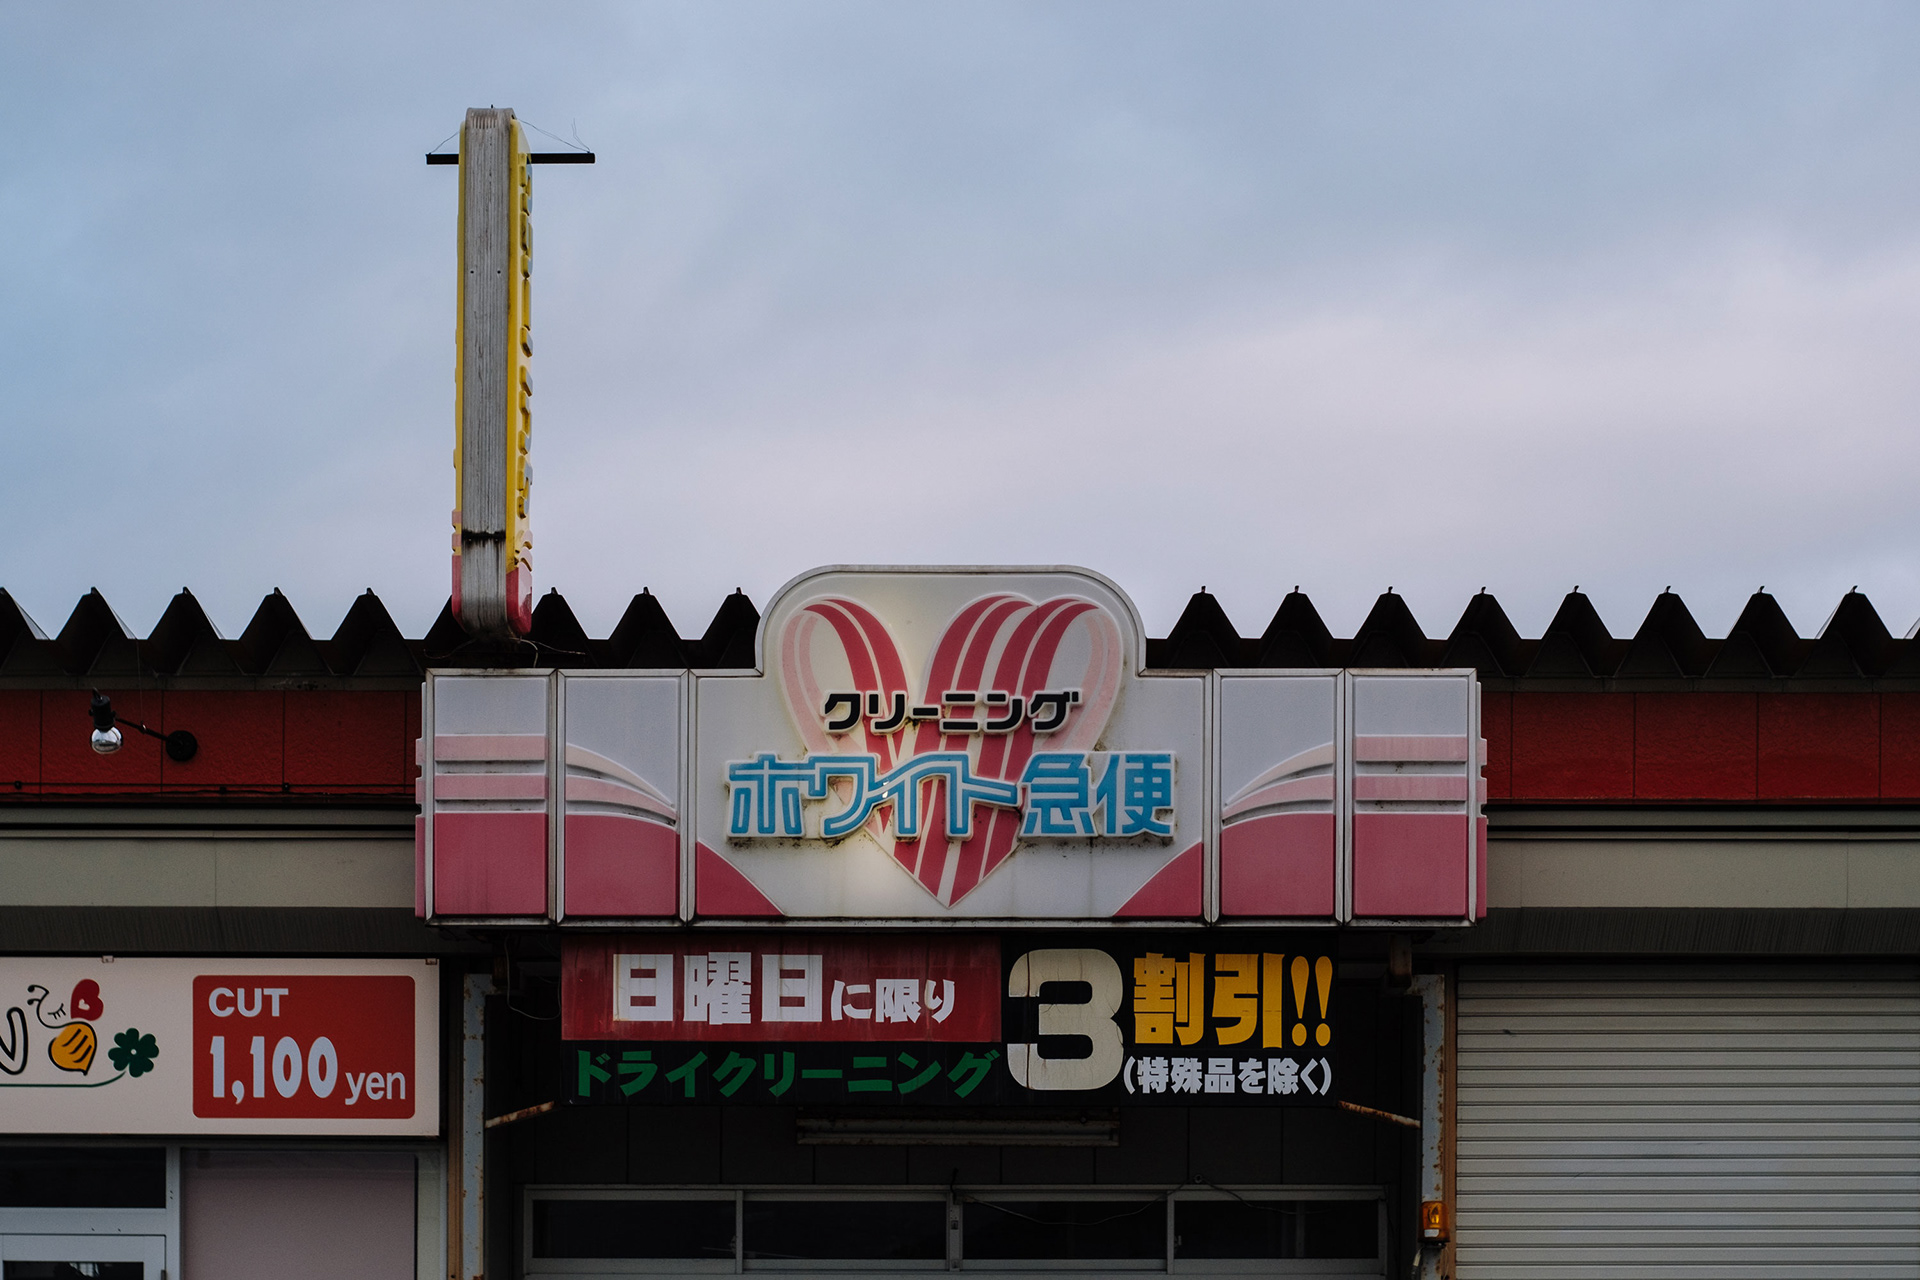 クリーニング
ホワイト急便
日曜日に限り
ドライクリーニング
3割引!!
(特殊品を除く)
CUT
1,100 yen